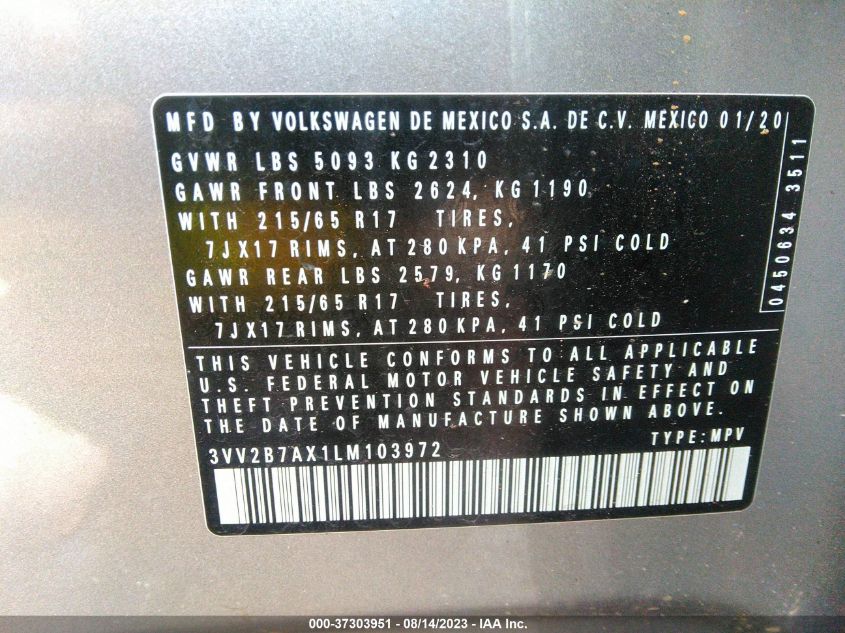 MFD BY VOLKSWAGEN DE MEXICO S.A. DE C.V. MEXICO 01/20
GVWR LBS 5093 KG 2310
GAWR FRONT LBS 2624, KG 1190
WITH 215/65 R17 TIRES,
7JX17 RIMS, AT 280 KPA, 41 PSI COLD
GAWR REAR LBS 2579, KG 1170
WITH 215/65 R17 TIRES,
7JX17 RIMS, AT 280 KPA, 41 PSI COLD
0450634 3511
THIS VEHICLE CONFORMS TO ALL APPLICABLE
U.S. FEDERAL MOTOR VEHICLE SAFETY AND
THEFT PREVENTION STANDARDS IN EFFECT ON
THE DATE OF MANUFACTURE SHOWN ABOVE.
3VV2B7AX1LM103972 TYPE:MPV
000-37303951 - 08/14/2023 - IAA Inc.